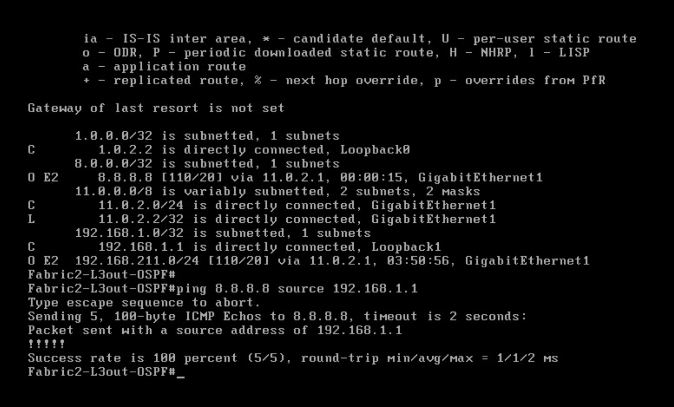 ia - IS-IS inter area, * - candidate default, U - per-user static route
o - ODR, P - periodic downloaded static route, H - NHRP, l - LISP
a - application route
+ - replicated route, % - next hop override, p - overrides from PfR
Gateway of last resort is not set
1.0.0.0/32 is subnetted, 1 subnets
C 1.0.2.2 is directly connected, Loopback0
8.0.0.0/32 is subnetted, 1 subnets
O E2 8.8.8.8 [110/20] via 11.0.2.1, 00:00:15, GigabitEthernet1
11.0.0.0/8 is variably subnetted, 2 subnets, 2 masks
C 11.0.2.0/24 is directly connected, GigabitEthernet1
L 11.0.2.2/32 is directly connected, GigabitEthernet1
192.168.1.0/32 is subnetted, 1 subnets
C 192.168.1.1 is directly connected, Loopback1
O E2 192.168.211.0/24 [110/20] via 11.0.2.1, 03:50:56, GigabitEthernet1
Fabric2-L3out-OSPF#
Fabric2-L3out-OSPF#ping 8.8.8.8 source 192.168.1.1
Type escape sequence to abort.
Sending 5, 100-byte ICMP Echos to 8.8.8.8, timeout is 2 seconds:
Packet sent with a source address of 192.168.1.1
!!!!!
Success rate is 100 percent (5/5), round-trip min/avg/max = 1/1/2 ms
Fabric2-L3out-OSPF#_